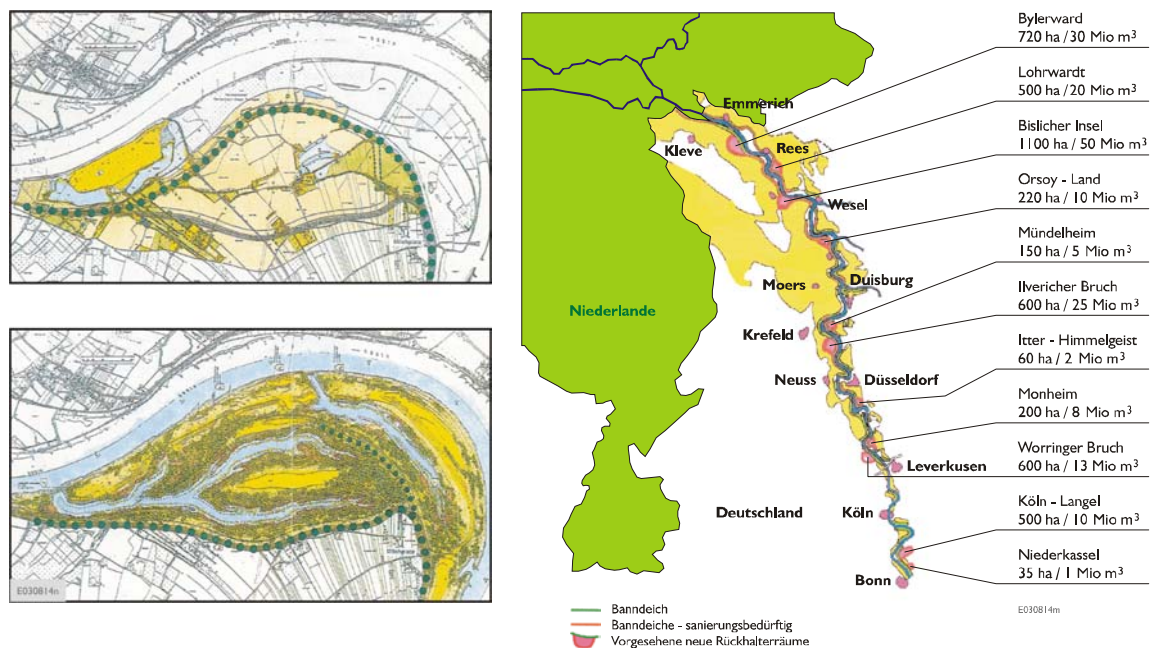 E030814n
Niederlande
Deutschland
Emmerich
Kleve
Rees
Wesel
Moers
Duisburg
Krefeld
Neuss
Düsseldorf
Leverkusen
Köln
Bonn
Bylerward
720 ha / 30 Mio m³
Lohrwardt
500 ha / 20 Mio m³
Bislicher Insel
1100 ha / 50 Mio m³
Orsoy - Land
220 ha / 10 Mio m³
Mündelheim
150 ha / 5 Mio m³
Ilvericher Bruch
600 ha / 25 Mio m³
Itter - Himmelgeist
60 ha / 2 Mio m³
Monheim
200 ha / 8 Mio m³
Worringer Bruch
600 ha / 13 Mio m³
Köln - Langel
500 ha / 10 Mio m³
Niederkassel
35 ha / 1 Mio m³
E030814m
Banndeich
Banndeiche - sanierungsbedürftig
Vorgesehene neue Rückhalterräume